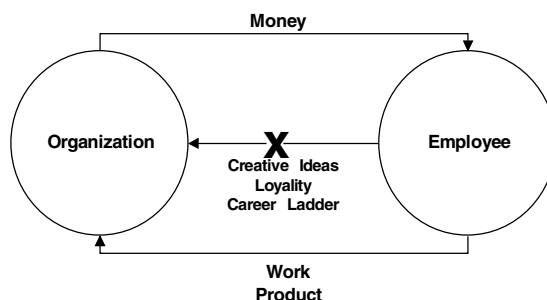 Money
Organization
Employee
X
Creative Ideas
Loyality
Career Ladder
Work
Product